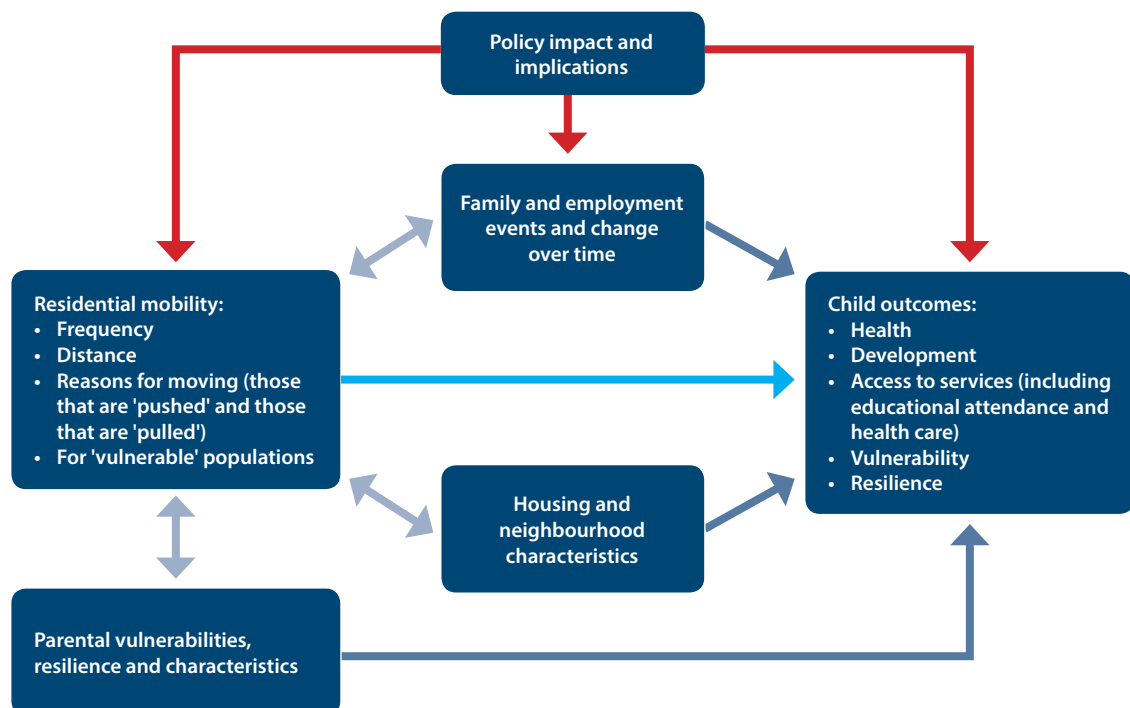 Policy impact and
implications
Family and employment
events and change
over time
Residential mobility:
• Frequency
• Distance
• Reasons for moving (those
that are 'pushed' and those
that are 'pulled')
• For 'vulnerable' populations
Child outcomes:
• Health
• Development
• Access to services (including
educational attendance and
health care)
• Vulnerability
• Resilience
Housing and
neighbourhood
characteristics
Parental vulnerabilities,
resilience and characteristics